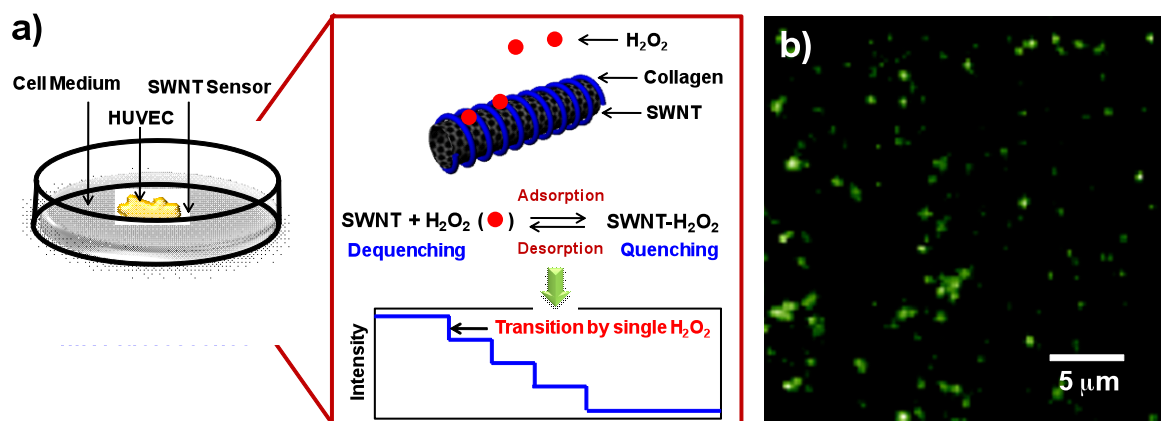 a)
Cell Medium
SWNT Sensor
HUVEC
H₂O₂
Collagen
SWNT
Adsorption
SWNT + H₂O₂ ( ) SWNT-H₂O₂
Desorption
Dequenching
Quenching
Transition by single H₂O₂
Intensity
b)
5 μm